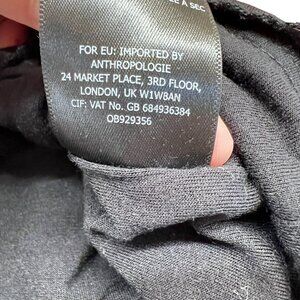 E A SEC
FOR EU: IMPORTED BY
ANTHROPOLOGIE
24 MARKET PLACE, 3RD FLOOR,
LONDON, UK W1W8AN
CIF: VAT No. GB 684936384
OB929356